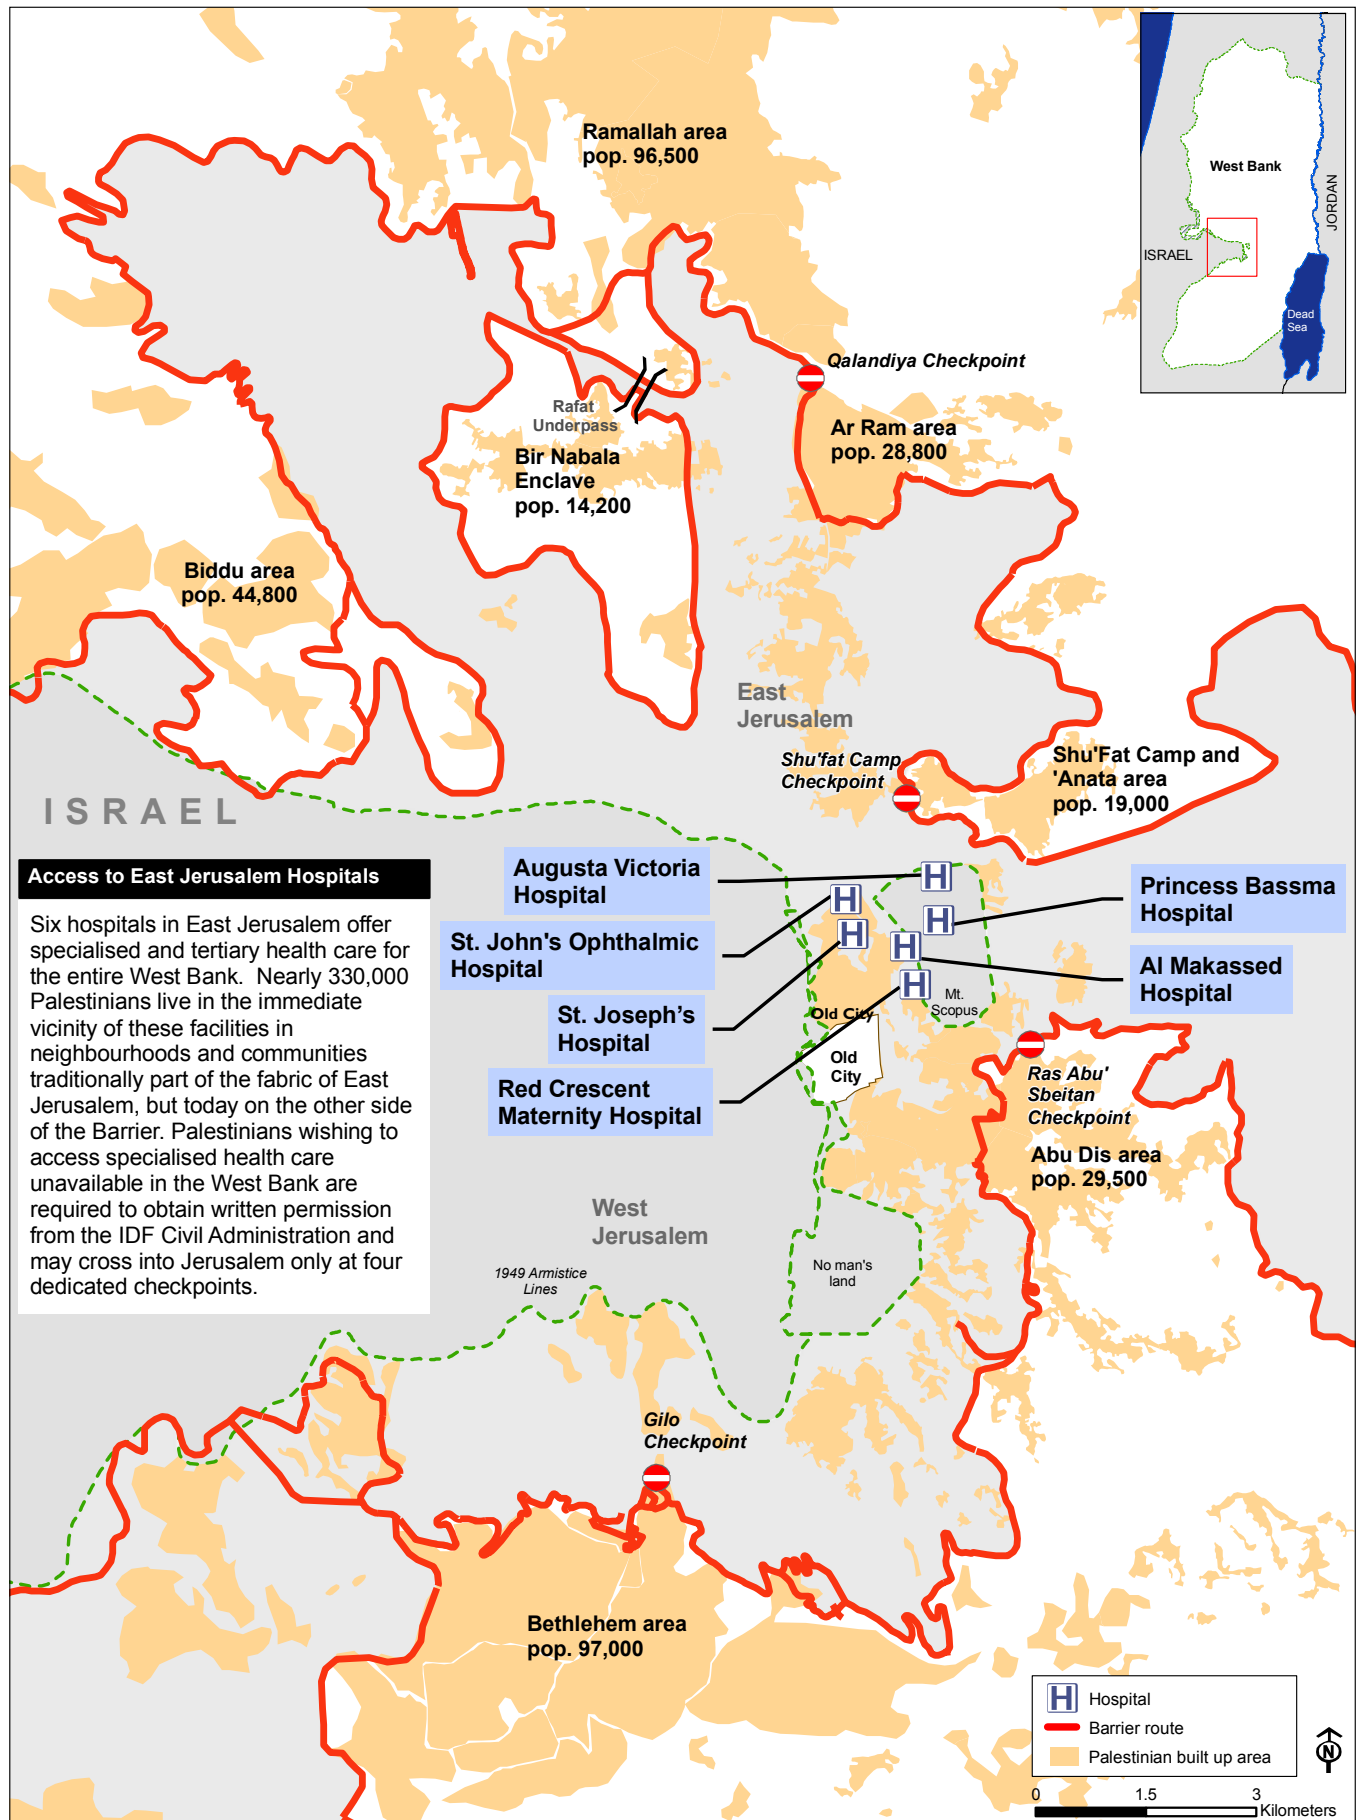 Ramallah area
pop. 96,500
West Bank
JORDAN
ISRAEL
Dead
Sea
Qalandiya Checkpoint
Rafat
Underpass
Ar Ram area
pop. 28,800
Bir Nabala
Enclave
pop. 14,200
Biddu area
pop. 44,800
East
Jerusalem
Shu'fat Camp
Checkpoint
Shu'Fat Camp and
'Anata area
pop. 19,000
ISRAEL
Access to East Jerusalem Hospitals
Six hospitals in East Jerusalem offer
specialised and tertiary health care for
the entire West Bank. Nearly 330,000
Palestinians live in the immediate
vicinity of these facilities in
neighbourhoods and communities
traditionally part of the fabric of East
Jerusalem, but today on the other side
of the Barrier. Palestinians wishing to
access specialised health care
unavailable in the West Bank are
required to obtain written permission
from the IDF Civil Administration and
may cross into Jerusalem only at four
dedicated checkpoints.
Augusta Victoria
Hospital
St. John's Ophthalmic
Hospital
St. Joseph's
Hospital
Red Crescent
Maternity Hospital
Princess Bassma
Hospital
Al Makassed
Hospital
H
H
H
H
H
H
Mt.
Scopus
Old City
Old
City
Ras Abu'
Sbeitan
Checkpoint
Abu Dis area
pop. 29,500
West
Jerusalem
No man's
land
1949 Armistice
Lines
Gilo
Checkpoint
Bethlehem area
pop. 97,000
H Hospital
Barrier route
Palestinian built up area
N
0 1.5 3
Kilometers